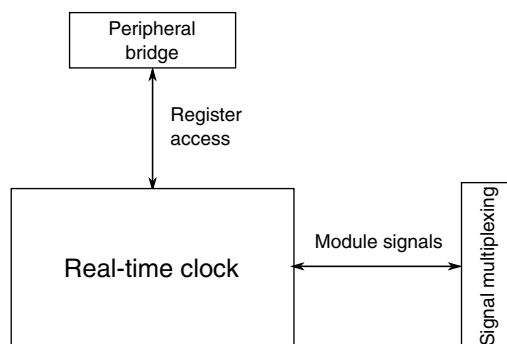 Peripheral
bridge
Register
access
Real-time clock
Module signals
Signal multiplexing